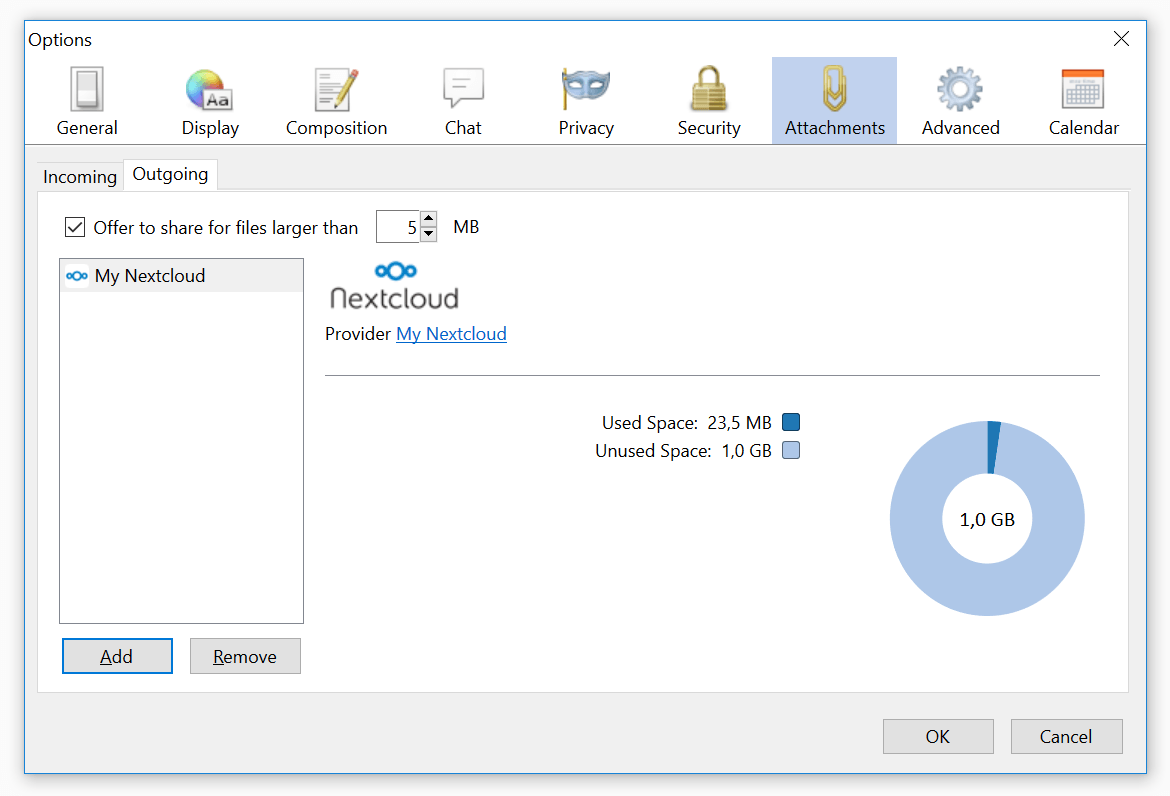 Options
General Display Composition Chat Privacy Security Attachments Advanced Calendar
Incoming Outgoing
Offer to share for files larger than 5 MB
My Nextcloud
Nextcloud
Provider My Nextcloud
Used Space: 23,5 MB
Unused Space: 1,0 GB
1,0 GB
Add Remove
OK Cancel